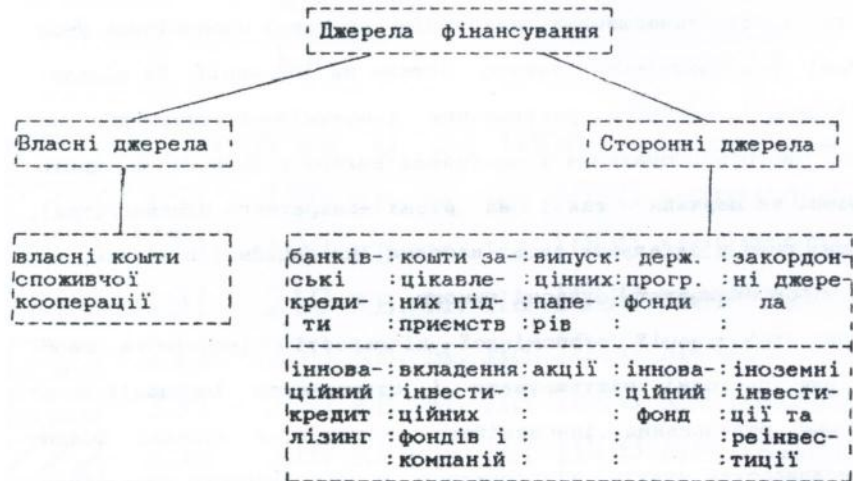 Джерела фінансування
Власні джерела
Сторонні джерела
власні кошти
споживчої
кооперації
банків-:кошти за-:випуск: держ. :закордон-
ські :цікавле-:цінних:прогр. :ні джере-
креди- :них під-:папе- :фонди : ла
ти :приємств :рів : :
іннова-:вкладення:акції :іннова-:іноземні
ційний :інвести-: :ційний :інвести-
кредит :ційних : : фонд :ції та
лізинг :фондів і : : :реінвес-
:компаній : : :тиції